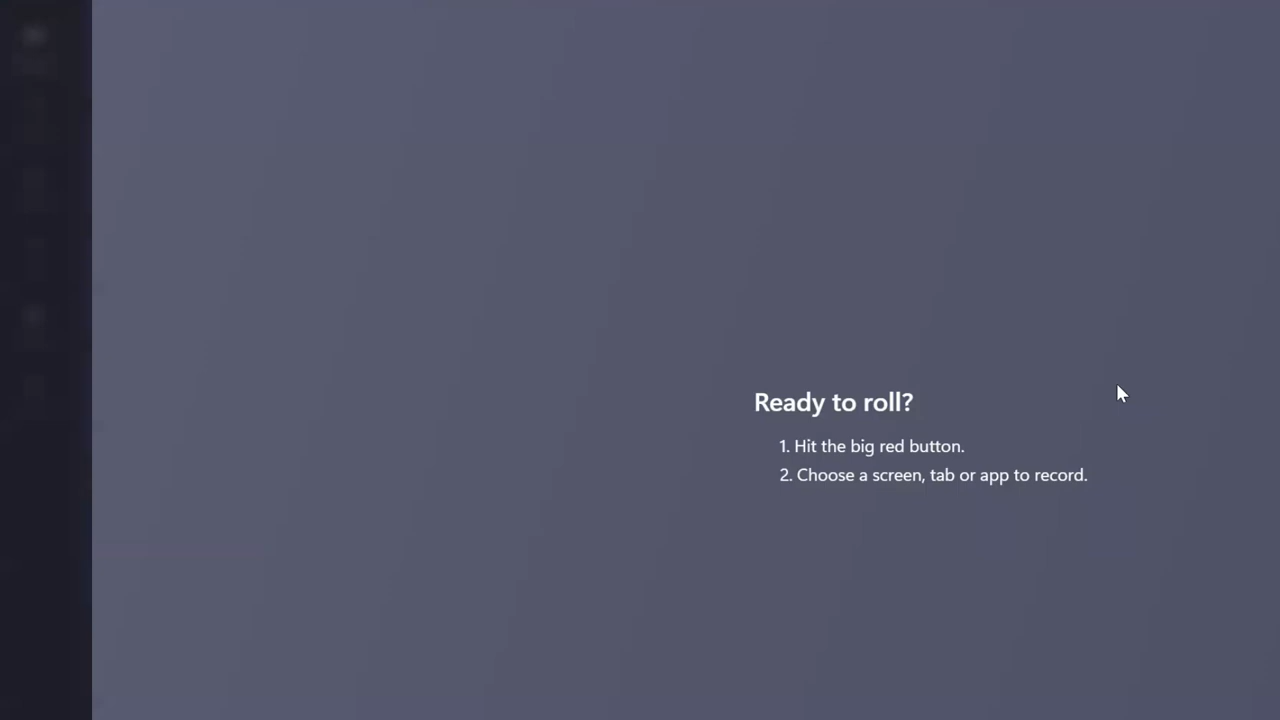 Ready to roll?
1. Hit the big red button.
2. Choose a screen, tab or app to record.